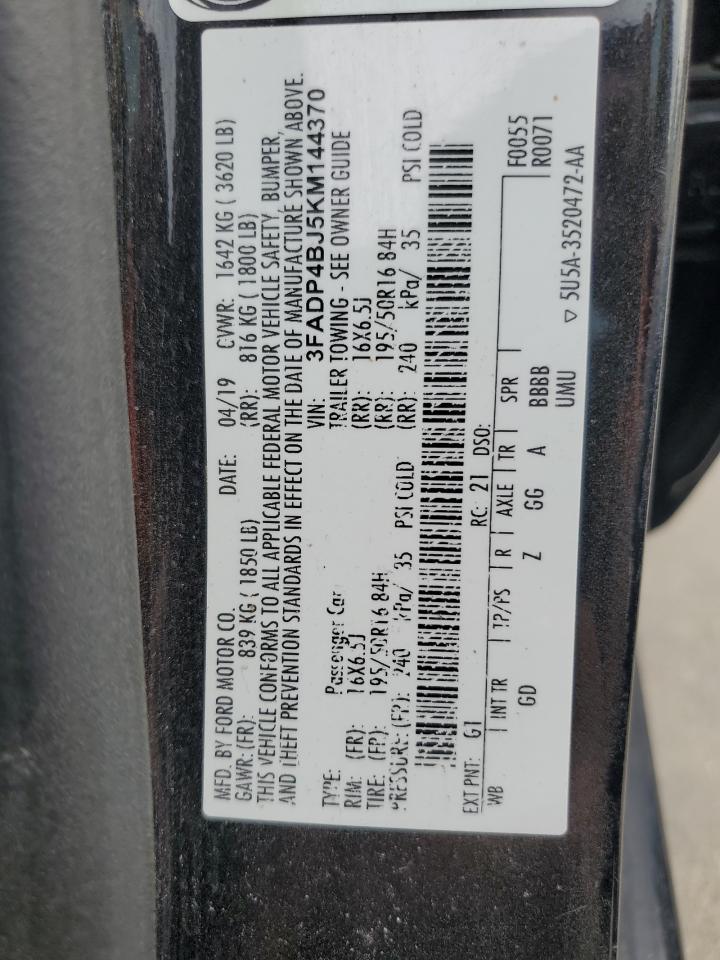 MFD. BY FORD MOTOR CO. DATE: 04/19 GVWR: 1642 KG ( 3620 LB)
GAWR: (FR): 839 KG ( 1850 LB) (RR): 816 KG ( 1800 LB)
THIS VEHICLE CONFORMS TO ALL APPLICABLE FEDERAL MOTOR VEHICLE SAFETY, BUMPER,
AND THEFT PREVENTION STANDARDS IN EFFECT ON THE DATE OF MANUFACTURE SHOWN ABOVE.
VIN: 3FADP4BJ5KM144370
TYPE: Passenger Car TRAILER TOWING - SEE OWNER GUIDE
RIM: (FR): 16X6.5J (RR): 16X6.5J
TIRE: (FR): 195/50R16 84H (RR): 195/50R16 84H
PRESSURE: (FR): 240 kPa/ 35 PSI COLD (RR): 240 kPa/ 35 PSI COLD
EXT PNT: G1 RC: 21 DSO: F0055
WB INT TR TP/PS R AXLE TR SPR R0071
GD Z GG A BBBB
UMU
▽ 5U5A-3520472-AA